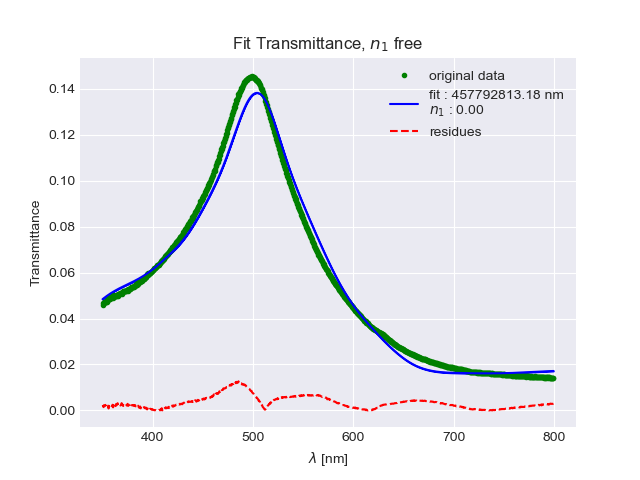 Fit Transmittance, n₁ free
original data
fit : 457792813.18 nm
n₁ : 0.00
residues
Transmittance
0.14
0.12
0.10
0.08
0.06
0.04
0.02
0.00
400 500 600 700 800
λ [nm]